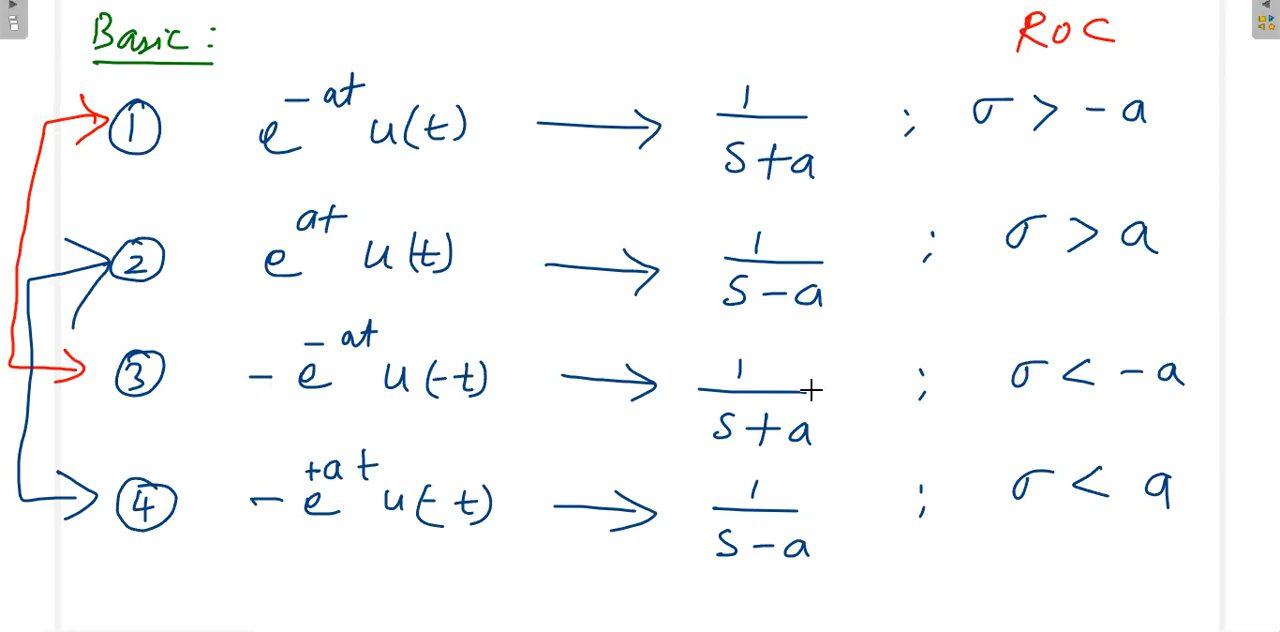 Basic : ROC
① e^{-at} u(t) → 1/(s+a) ; σ > -a
② e^{at} u(t) → 1/(s-a) ; σ > a
③ - e^{-at} u(-t) → 1/(s+a) ; σ < -a
④ - e^{+at} u(-t) → 1/(s-a) ; σ < a